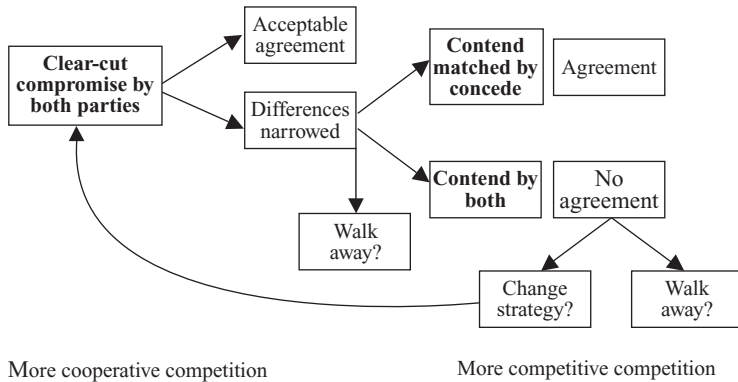 Acceptable
agreement
Clear-cut
compromise by
both parties
Contend
matched by
concede
Agreement
Differences
narrowed
Contend by
both
No
agreement
Walk
away?
Change
strategy?
Walk
away?
More cooperative competition
More competitive competition